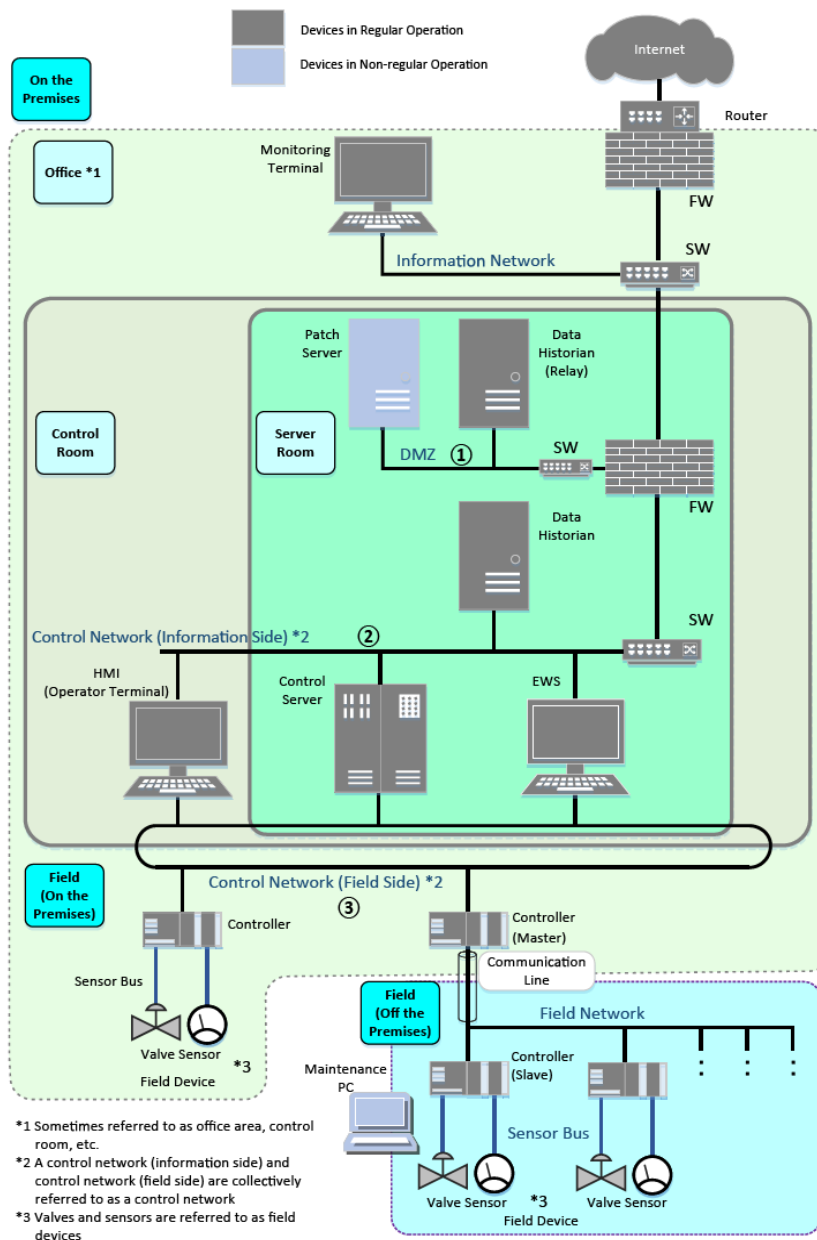 Devices in Regular Operation
Devices in Non-regular Operation
Internet
On the
Premises
Router
Office *1
Monitoring
Terminal
FW
SW
Information Network
Patch
Server
Data
Historian
(Relay)
Control
Room
Server
Room
DMZ
①
SW
FW
Data
Historian
SW
Control Network (Information Side) *2
②
HMI
(Operator Terminal)
Control
Server
EWS
Field
(On the
Premises)
Control Network (Field Side) *2
③
Controller
Controller
(Master)
Communication
Line
Sensor Bus
Field
(Off the
Premises)
Field Network
Valve Sensor
*3
Field Device
Maintenance
PC
Controller
(Slave)
Sensor Bus
Valve Sensor
*3
Field Device
Valve Sensor
*1 Sometimes referred to as office area, control
room, etc.
*2 A control network (information side) and
control network (field side) are collectively
referred to as a control network
*3 Valves and sensors are referred to as field
devices